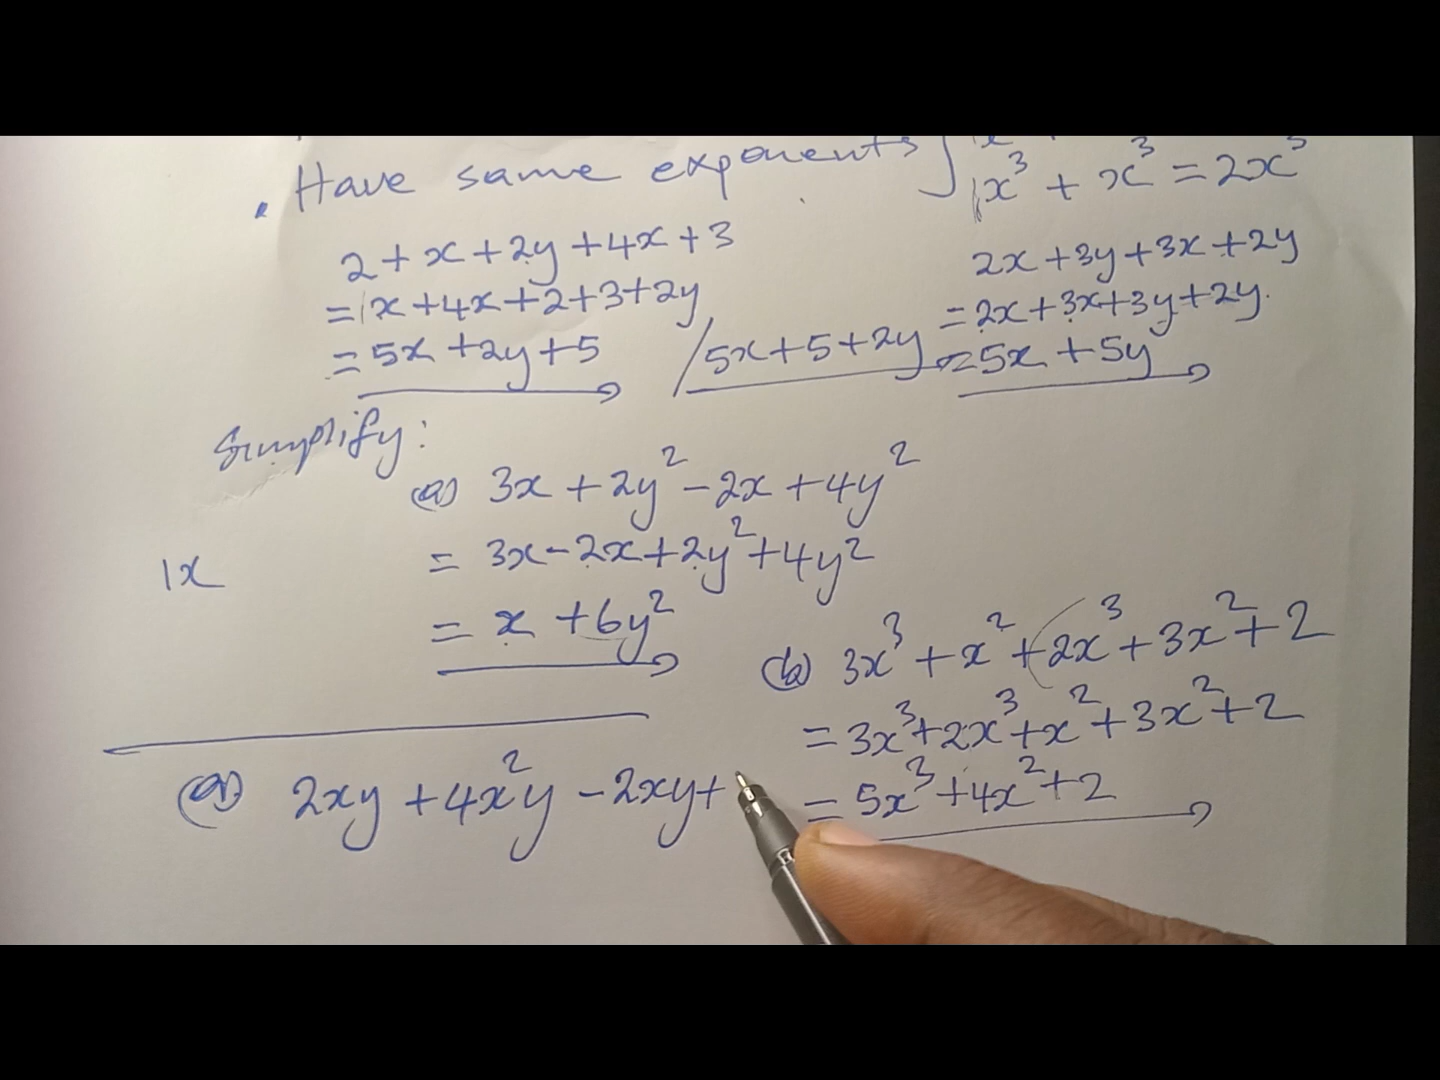 . Have same exponents
x³ + x³ = 2x³
2 + x + 2y + 4x + 3
= x + 4x + 2 + 3 + 2y
= 5x + 2y + 5 / 5x + 5 + 2y
2x + 3y + 3x + 2y
= 2x + 3x + 3y + 2y.
= 5x + 5y
Simplify:
(a) 3x + 2y² - 2x + 4y²
= 3x - 2x + 2y² + 4y²
1x
= x + 6y²
(b) 3x³ + x² + (2x³ + 3x² + 2
= 3x³ + 2x³ + x² + 3x² + 2
= 5x³ + 4x² + 2
(a) 2xy + 4x²y - 2xy +